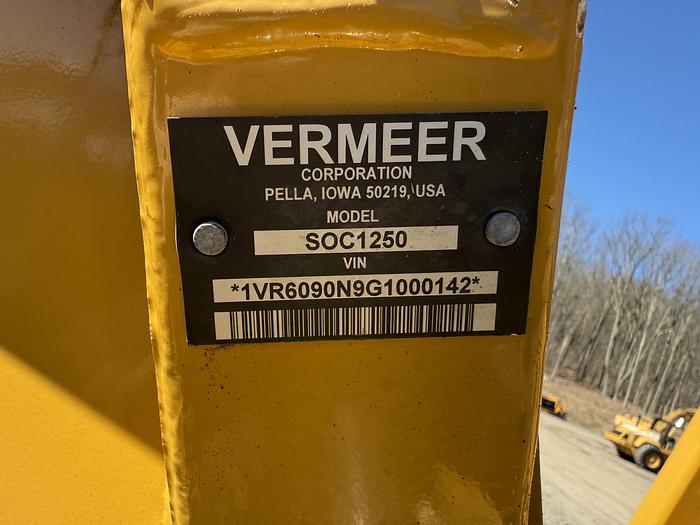 VERMEER
CORPORATION
PELLA, IOWA 50219, USA
MODEL
SOC1250
VIN
*1VR6090N9G1000142*